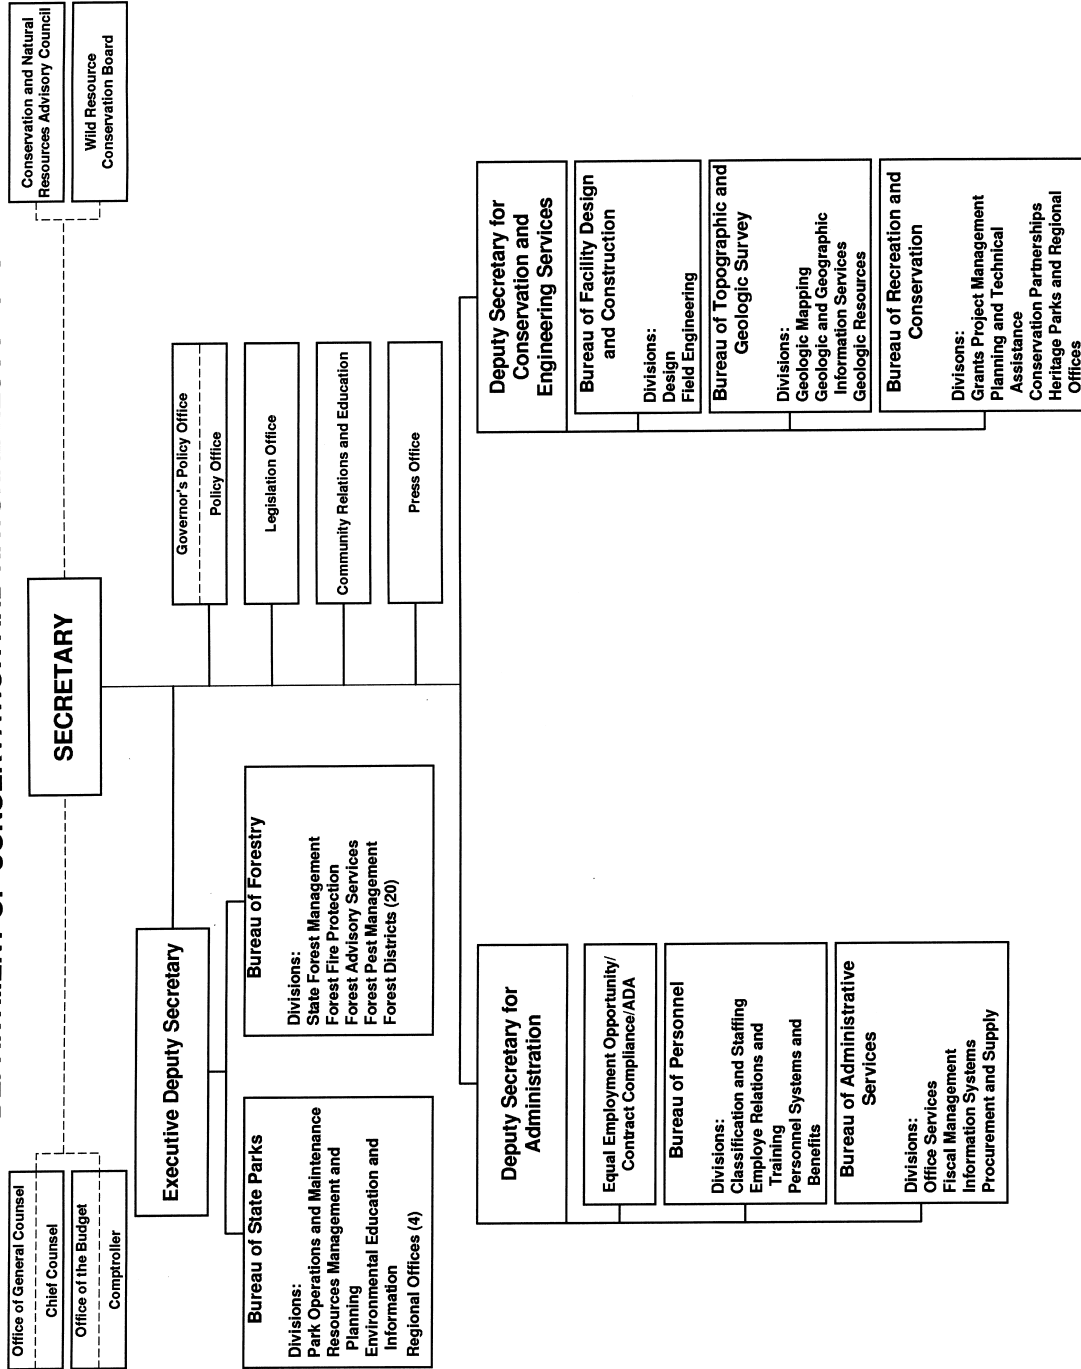 SECRETARY
Office of General Counsel
Chief Counsel
Office of the Budget
Comptroller
Conservation and Natural
Resources Advisory Council
Wild Resource
Conservation Board
Governor's Policy Office
Policy Office
Legislation Office
Community Relations and Education
Press Office
Executive Deputy Secretary
Bureau of State Parks
Divisions:
Park Operations and Maintenance
Resources Management and
Planning
Environmental Education and
Information
Regional Offices (4)
Bureau of Forestry
Divisions:
State Forest Management
Forest Fire Protection
Forest Advisory Services
Forest Pest Management
Forest Districts (20)
Deputy Secretary for
Administration
Equal Employment Opportunity/
Contract Compliance/ADA
Bureau of Personnel
Divisions:
Classification and Staffing
Employe Relations and
Training
Personnel Systems and
Benefits
Bureau of Administrative
Services
Divisions:
Office Services
Fiscal Management
Information Systems
Procurement and Supply
Deputy Secretary for
Conservation and
Engineering Services
Bureau of Facility Design
and Construction
Divisions:
Design
Field Engineering
Bureau of Topographic and
Geologic Survey
Divisions:
Geologic Mapping
Geologic and Geographic
Information Services
Geologic Resources
Bureau of Recreation and
Conservation
Divisons:
Grants Project Management
Planning and Technical
Assistance
Conservation Partnerships
Heritage Parks and Regional
Offices